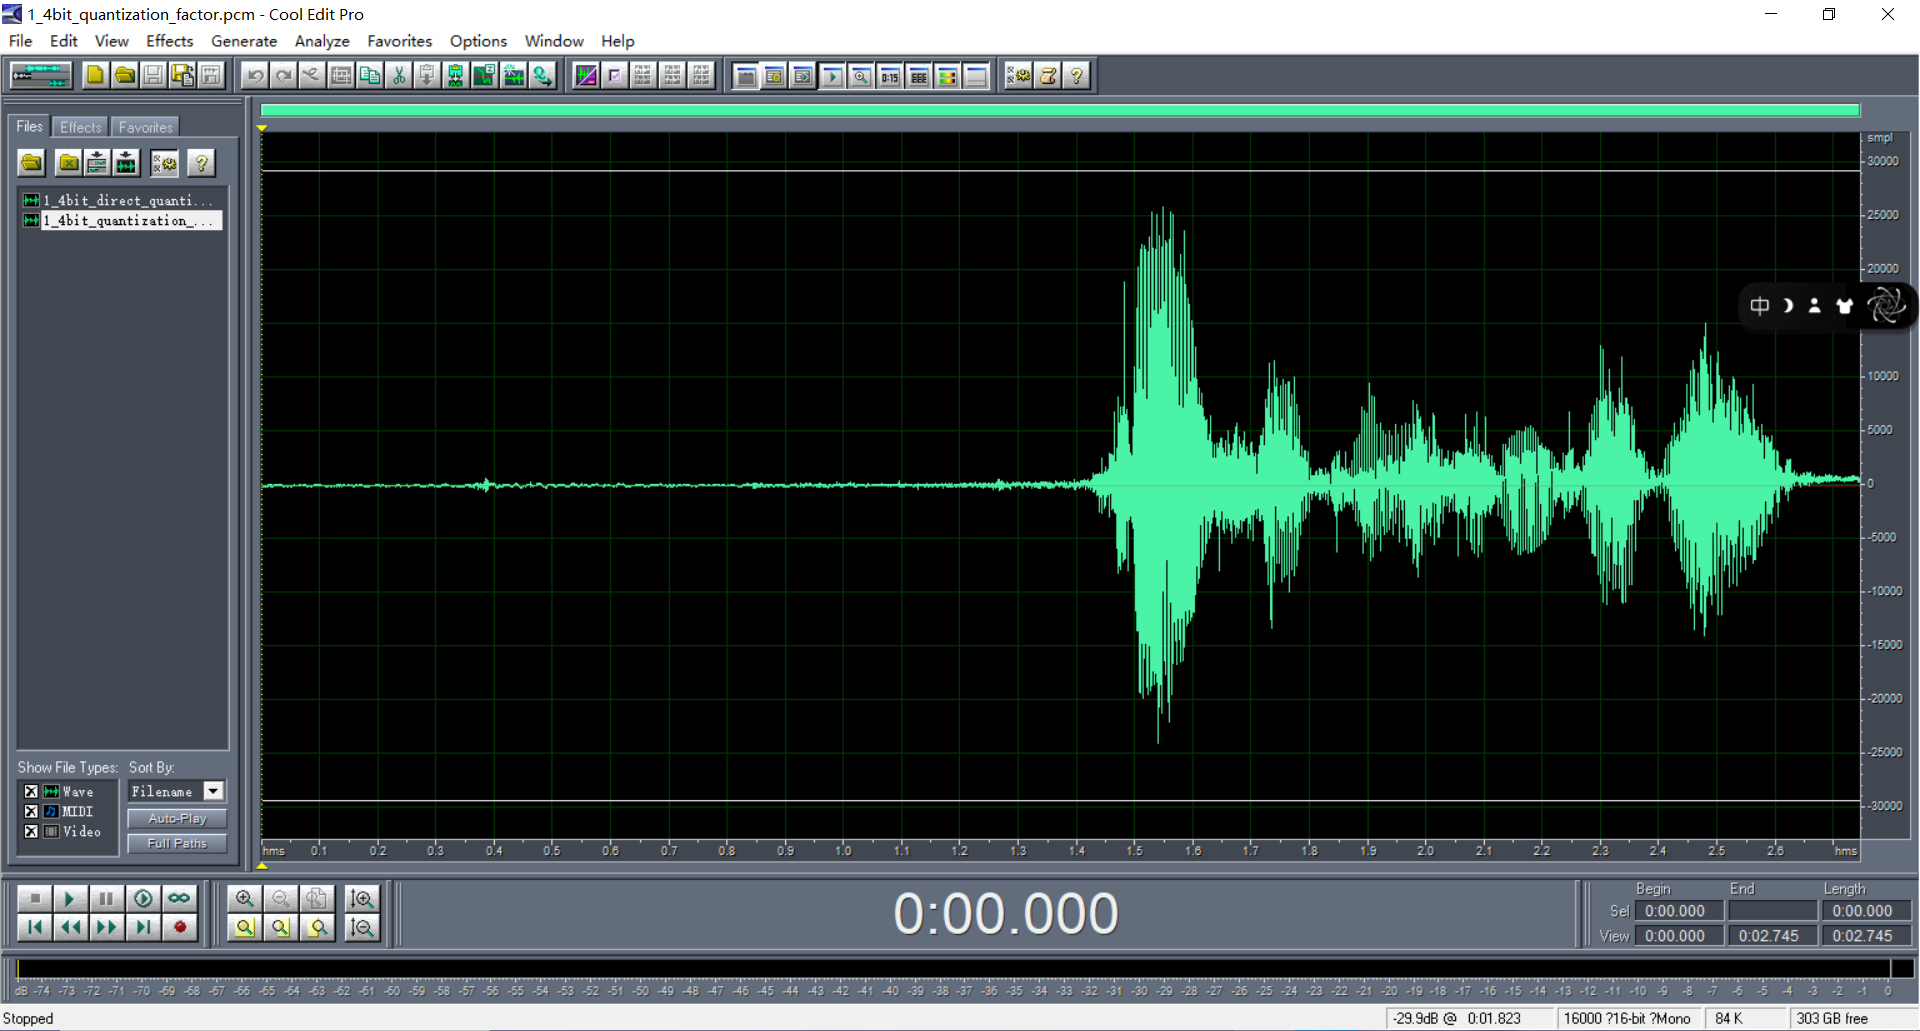 1_4bit_quantization_factor.pcm - Cool Edit Pro
File Edit View Effects Generate Analyze Favorites Options Window Help
0:15
Files Effects Favorites
1_4bit_direct_quanti...
1_4bit_quantization_...
Show File Types: Sort By:
Wave
MIDI
Video
Filename
Auto-Play
Full Paths
smpl
30000
25000
20000
中
10000
5000
0
-5000
-10000
-15000
-20000
-25000
-30000
hms 0.1 0.2 0.3 0.4 0.5 0.6 0.7 0.8 0.9 1.0 1.1 1.2 1.3 1.4 1.5 1.6 1.7 1.8 1.9 2.0 2.1 2.2 2.3 2.4 2.5 2.6 hms
0:00.000
Begin End Length
Sel 0:00.000 0:00.000
View 0:00.000 0:02.745 0:02.745
dB -74 -73 -72 -71 -70 -69 -68 -67 -66 -65 -64 -63 -62 -61 -60 -59 -58 -57 -56 -55 -54 -53 -52 -51 -50 -49 -48 -47 -46 -45 -44 -43 -42 -41 -40 -39 -38 -37 -36 -35 -34 -33 -32 -31 -30 -29 -28 -27 -26 -25 -24 -23 -22 -21 -20 -19 -18 -17 -16 -15 -14 -13 -12 -11 -10 -9 -8 -7 -6 -5 -4 -3 -2 -1 0
Stopped
-29.9dB @ 0:01.823
16000 ?16-bit ?Mono
84 K
303 GB free